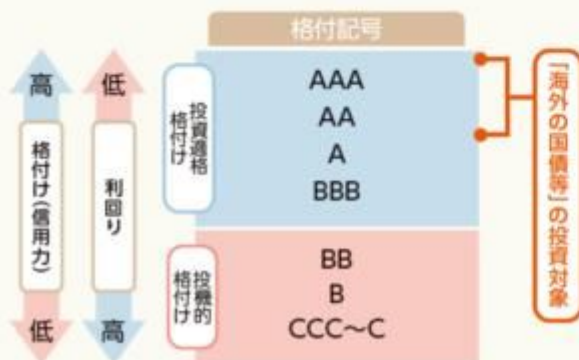 格付記号
高
低
格付け(信用力)
利回り
低
高
投資適格
格付け
AAA
AA
A
BBB
投機的
格付け
BB
B
CCC～C
「海外の国債等」の投資対象